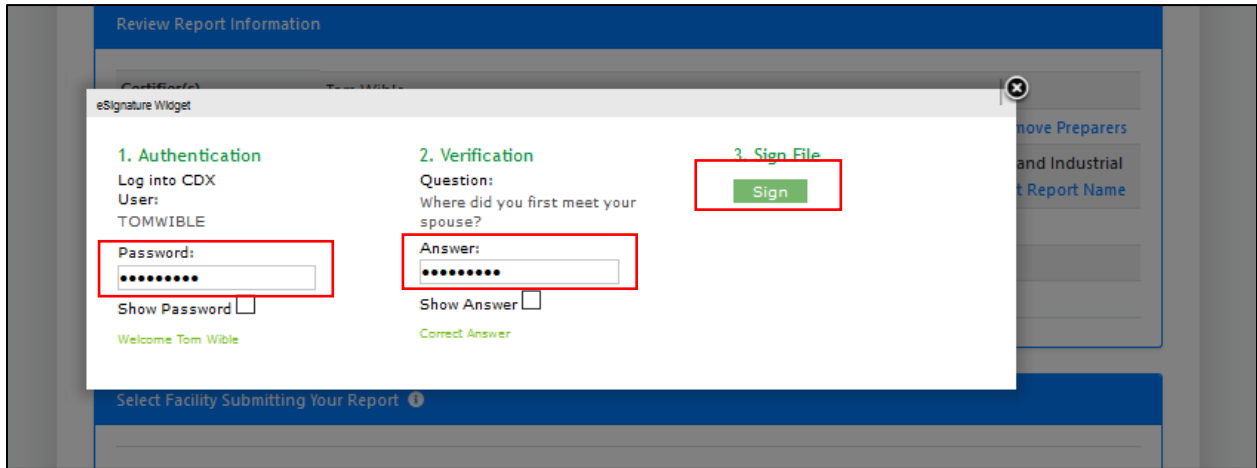 Review Report Information
Certifier(s) Tom Wible
eSignature Widget
move Preparers
1. Authentication
2. Verification
3. Sign File
and Industrial
Log into CDX
Question:
Sign
t Report Name
User:
Where did you first meet your
TOMWIBLE
spouse?
Password:
Answer:
•••••••••
•••••••••
Show Password
Show Answer
Welcome Tom Wible
Correct Answer
Select Facility Submitting Your Report